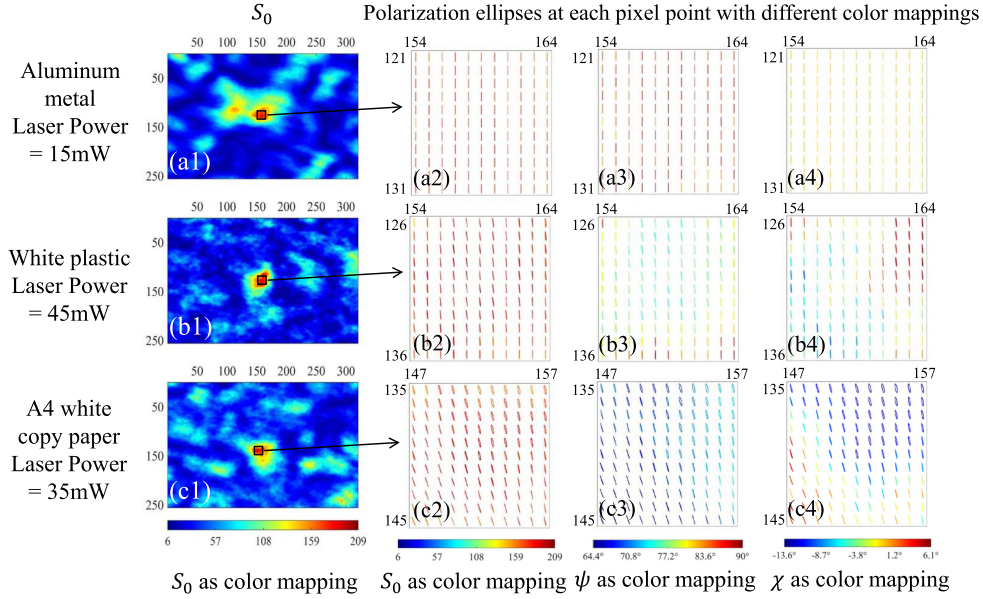 S₀
Polarization ellipses at each pixel point with different color mappings
50 100 150 200 250 300
154 164
154 164
154 164
Aluminum
metal
Laser Power
= 15mW
50
150
250
(a1)
121
131
(a2)
121
131
(a3)
121
131
(a4)
50 100 150 200 250 300
154 164
154 164
154 164
White plastic
Laser Power
= 45mW
50
150
250
(b1)
126
136
(b2)
126
136
(b3)
126
136
(b4)
50 100 150 200 250 300
147 157
147 157
147 157
A4 white
copy paper
Laser Power
= 35mW
50
150
250
(c1)
135
145
(c2)
135
145
(c3)
135
145
(c4)
6 57 108 159 209
6 57 108 159 209
64.4° 70.8° 77.2° 83.6° 90°
-13.6° -8.7° -3.7° 1.2° 6.1°
S₀ as color mapping
S₀ as color mapping
ψ as color mapping
χ as color mapping